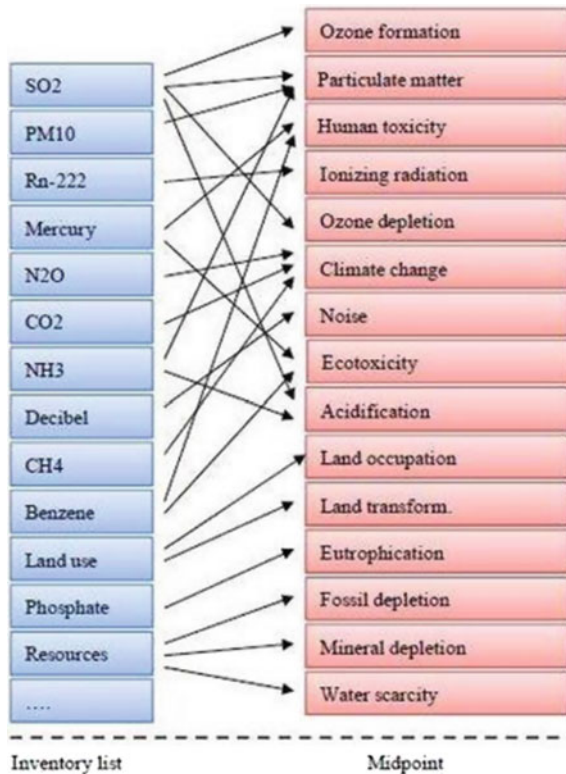 Ozone formation
SO2
Particulate matter
PM10
Human toxicity
Rn-222
Ionizing radiation
Mercury
Ozone depletion
N2O
Climate change
CO2
Noise
NH3
Ecotoxicity
Decibel
Acidification
CH4
Land occupation
Benzene
Land transform.
Land use
Eutrophication
Phosphate
Fossil depletion
Resources
Mineral depletion
....
Water scarcity
Inventory list
Midpoint